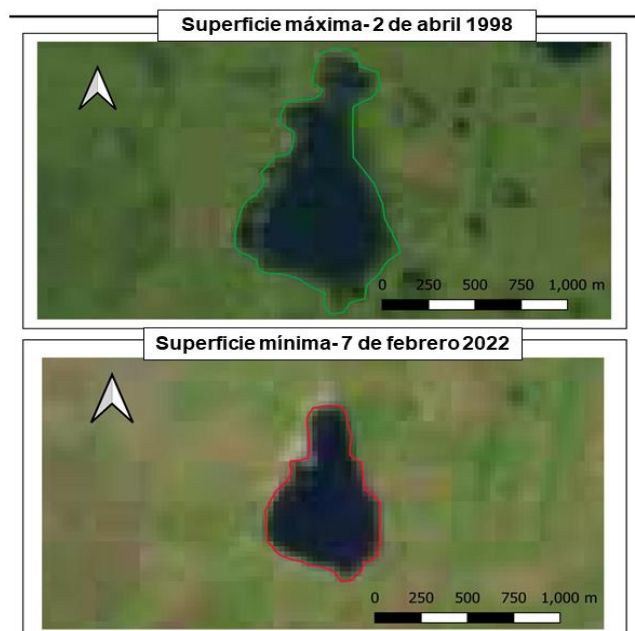 Superficie máxima- 2 de abril 1998
0 250 500 750 1,000 m
Superficie mínima- 7 de febrero 2022
0 250 500 750 1,000 m